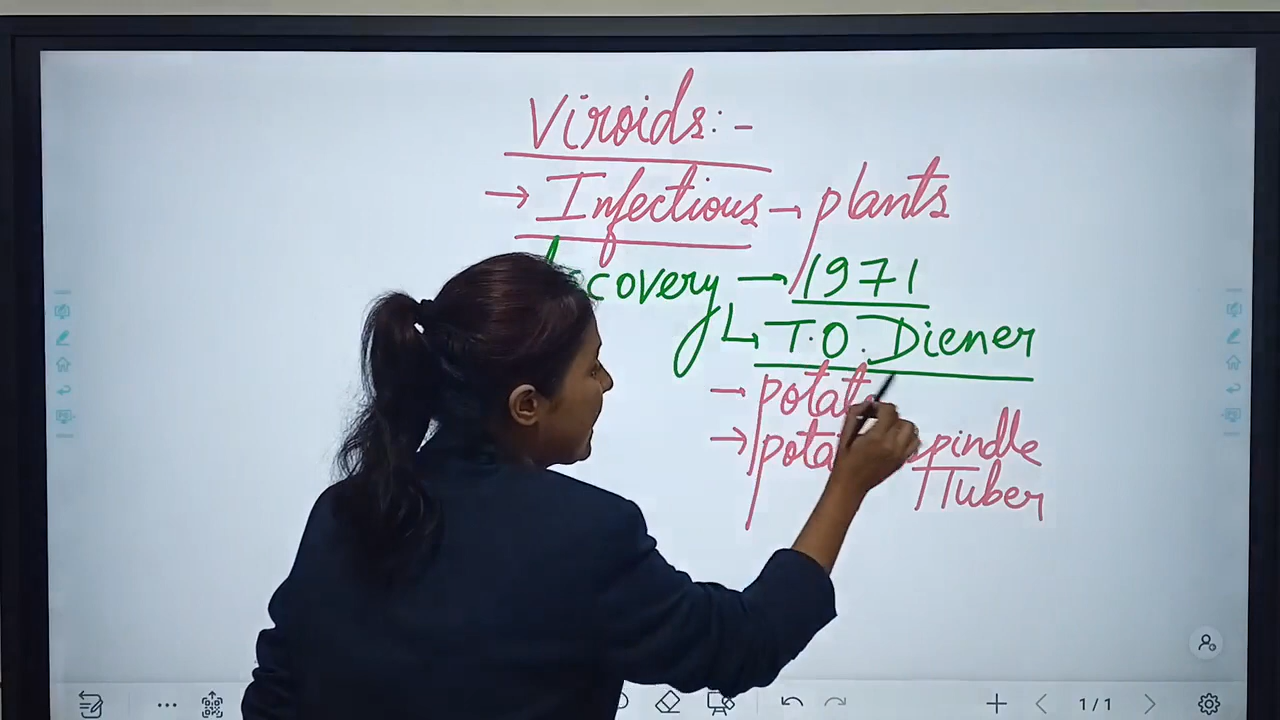 Viroids:-
→ Infectious → plants
covery → 1971
↳ T.O. Diener
→ potat
→ pota spindle
Tuber
1/1